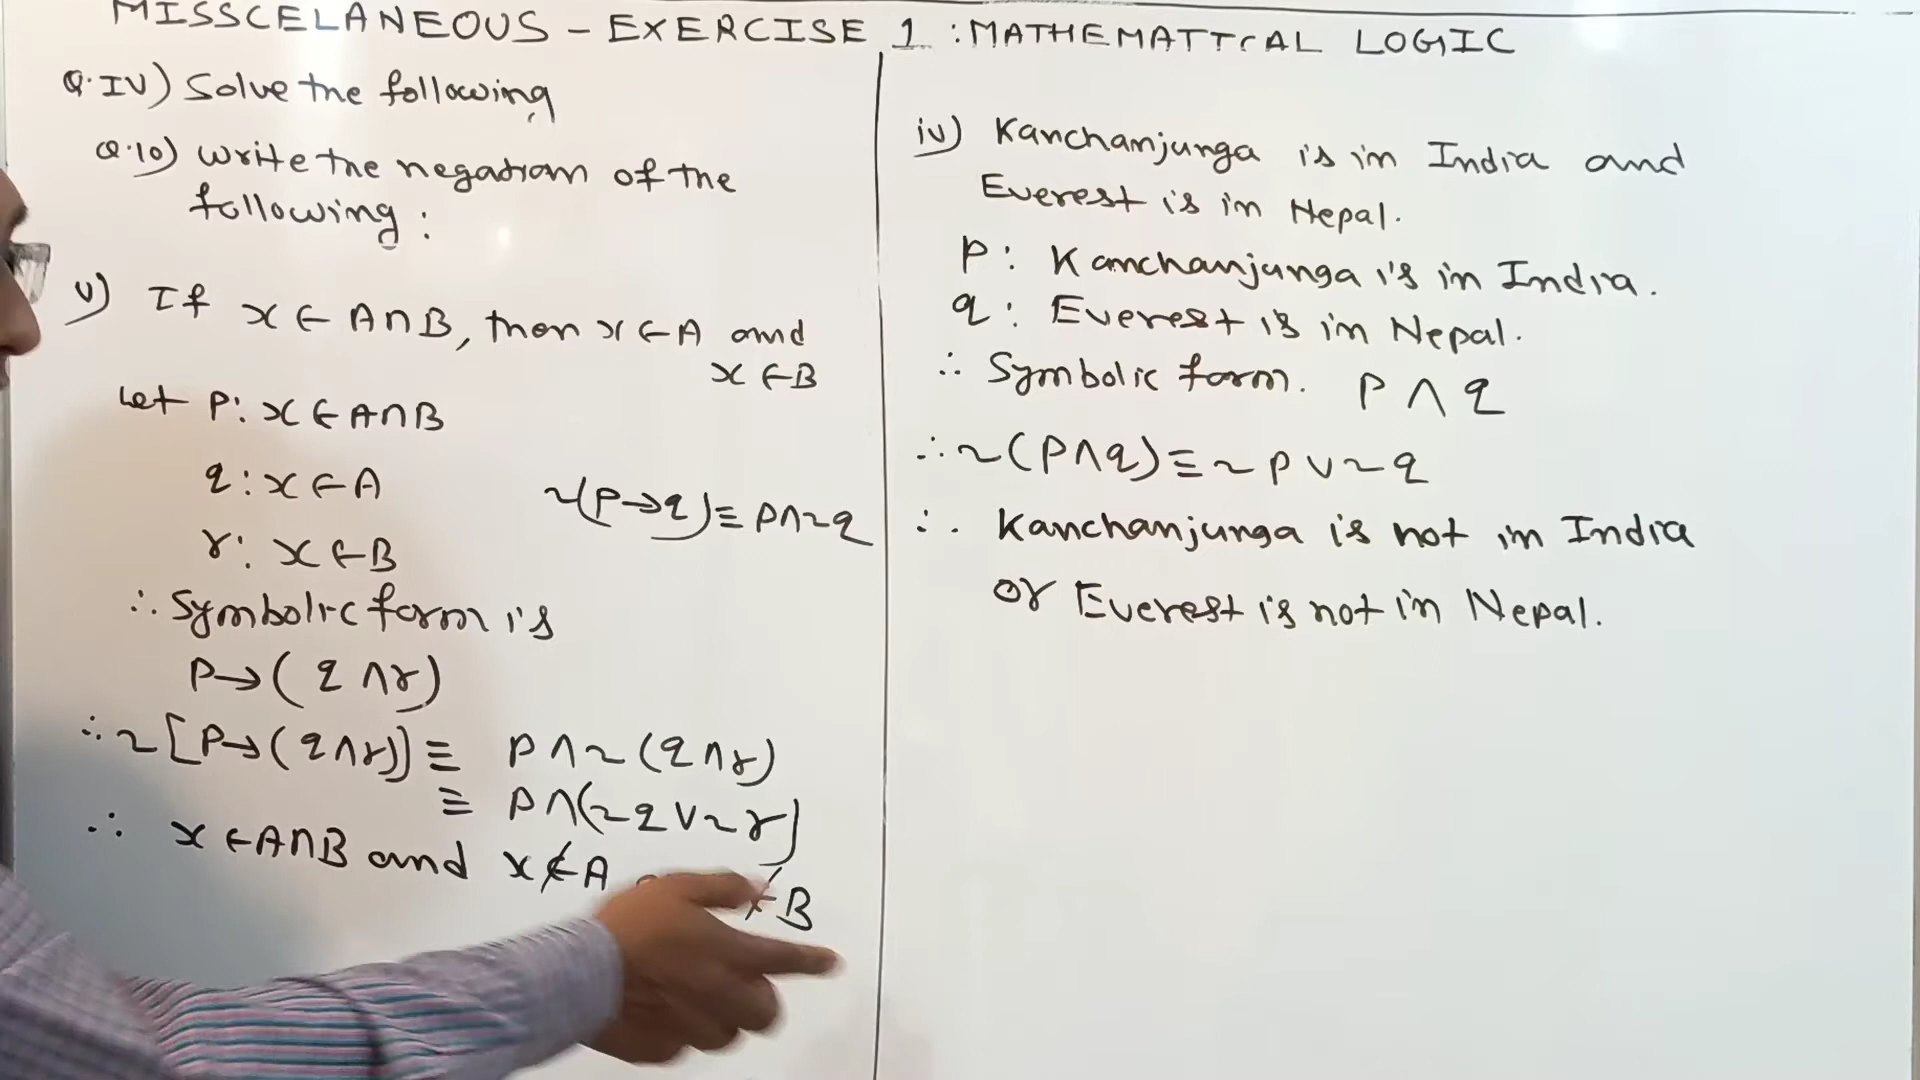 MISSCELANEOUS - EXERCISE 1 : MATHEMATICAL LOGIC
Q.IV) Solve the following
Q.10) Write the negation of the
following :
v) If x ∈ A∩B, then x ∈ A and
x ∈ B
Let P: x ∈ A∩B
q : x ∈ A
r : x ∈ B
~(P→q) ≡ P∧~q
∴ Symbolic form is
P→( q ∧r)
∴ ~[P→(q∧r)] ≡ P∧~(q∧r)
≡ P∧(~q∨~r)
∴ x ∈ A∩B and x ∉ A ∉ B
iv) Kanchanjunga is in India and
Everest is in Nepal.
P : Kanchanjunga is in India.
q : Everest is in Nepal.
∴ Symbolic form. P ∧ q
∴ ~(P∧q) ≡ ~P∨~q
∴ Kanchanjunga is not in India
or Everest is not in Nepal.